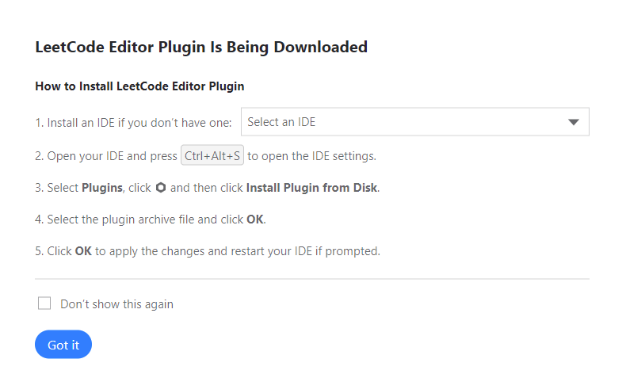 LeetCode Editor Plugin Is Being Downloaded
How to Install LeetCode Editor Plugin
1. Install an IDE if you don't have one: Select an IDE
2. Open your IDE and press Ctrl+Alt+S to open the IDE settings.
3. Select Plugins, click and then click Install Plugin from Disk.
4. Select the plugin archive file and click OK.
5. Click OK to apply the changes and restart your IDE if prompted.
Don't show this again
Got it